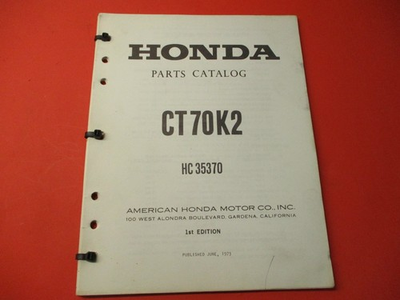 HONDA
PARTS CATALOG
CT70K2
HC 35370
AMERICAN HONDA MOTOR CO., INC.
100 WEST ALONDRA BOULEVARD, GARDENA, CALIFORNIA
1st EDITION
PUBLISHED JUNE, 1973